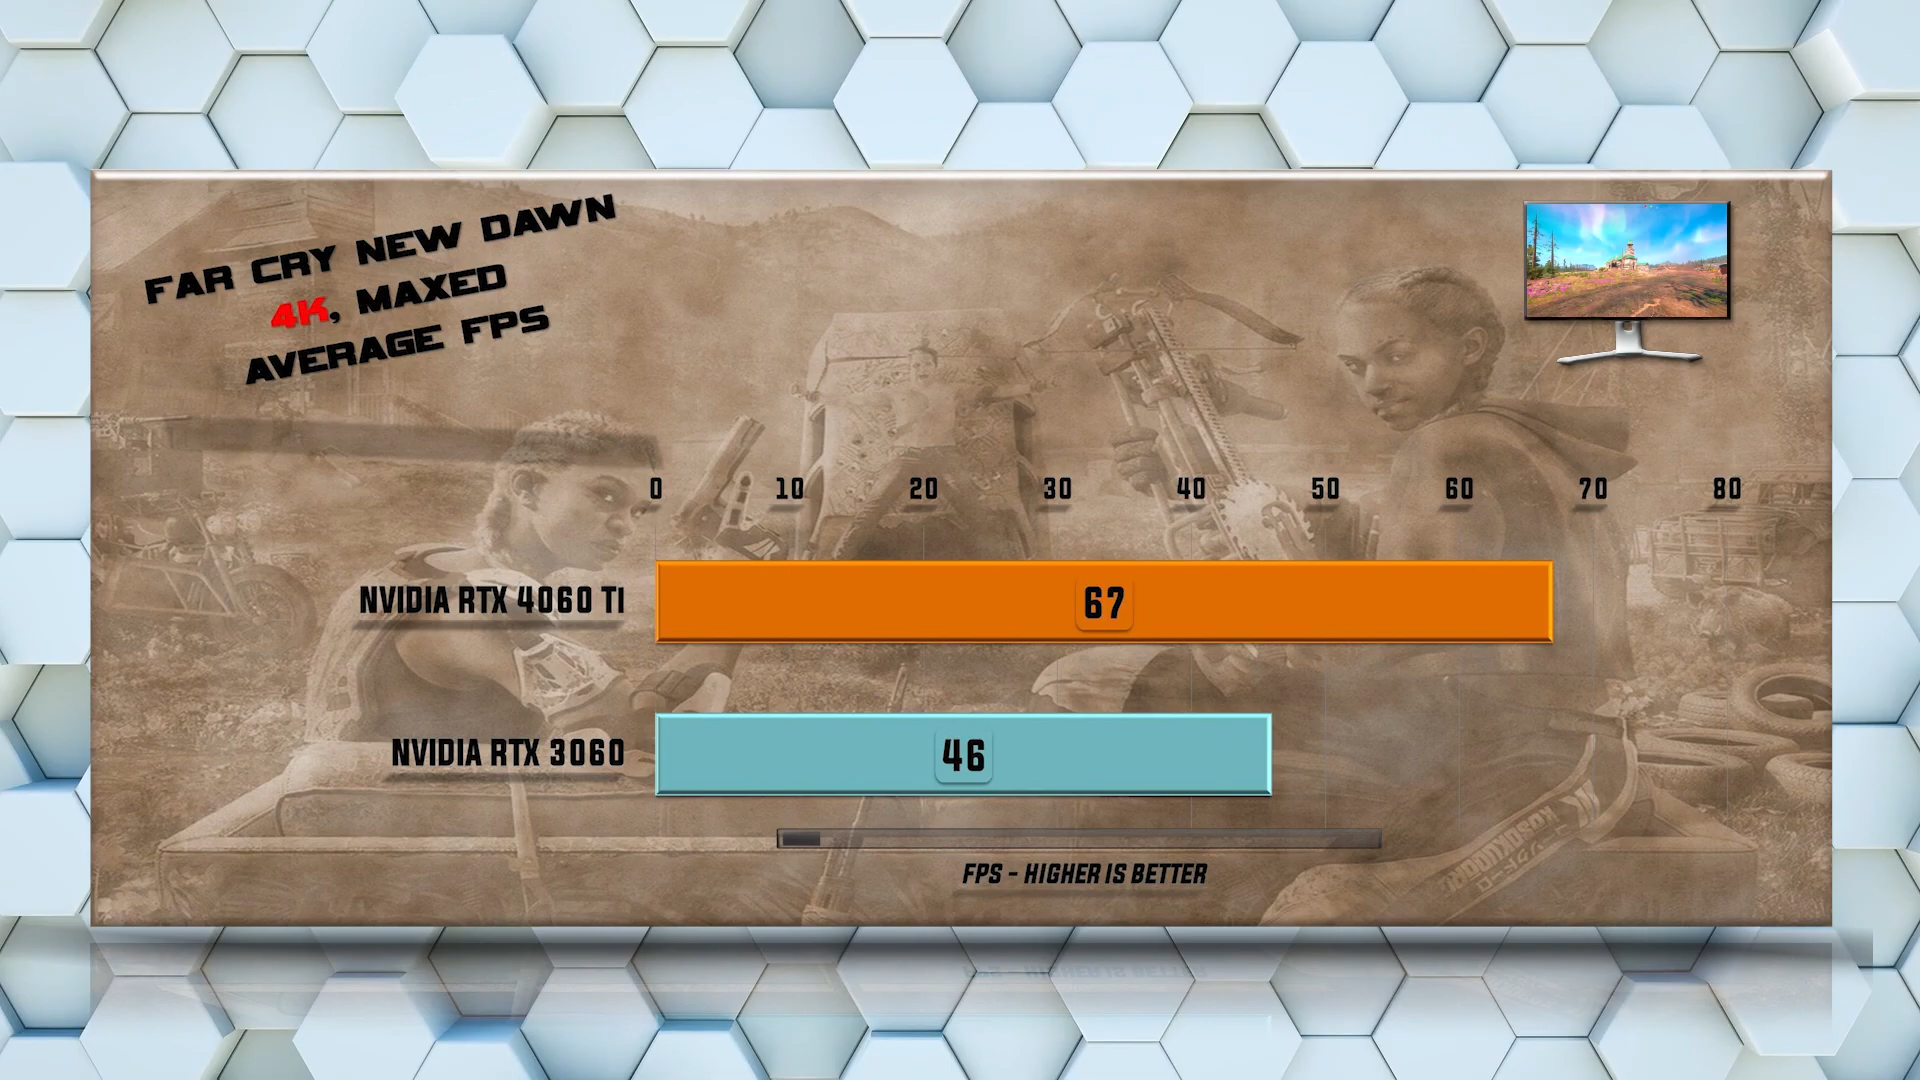 FAR CRY NEW DAWN
4K, MAXED
AVERAGE FPS
0 10 20 30 40 50 60 70 80
NVIDIA RTX 4060 TI 67
NVIDIA RTX 3060 46
FPS - HIGHER IS BETTER